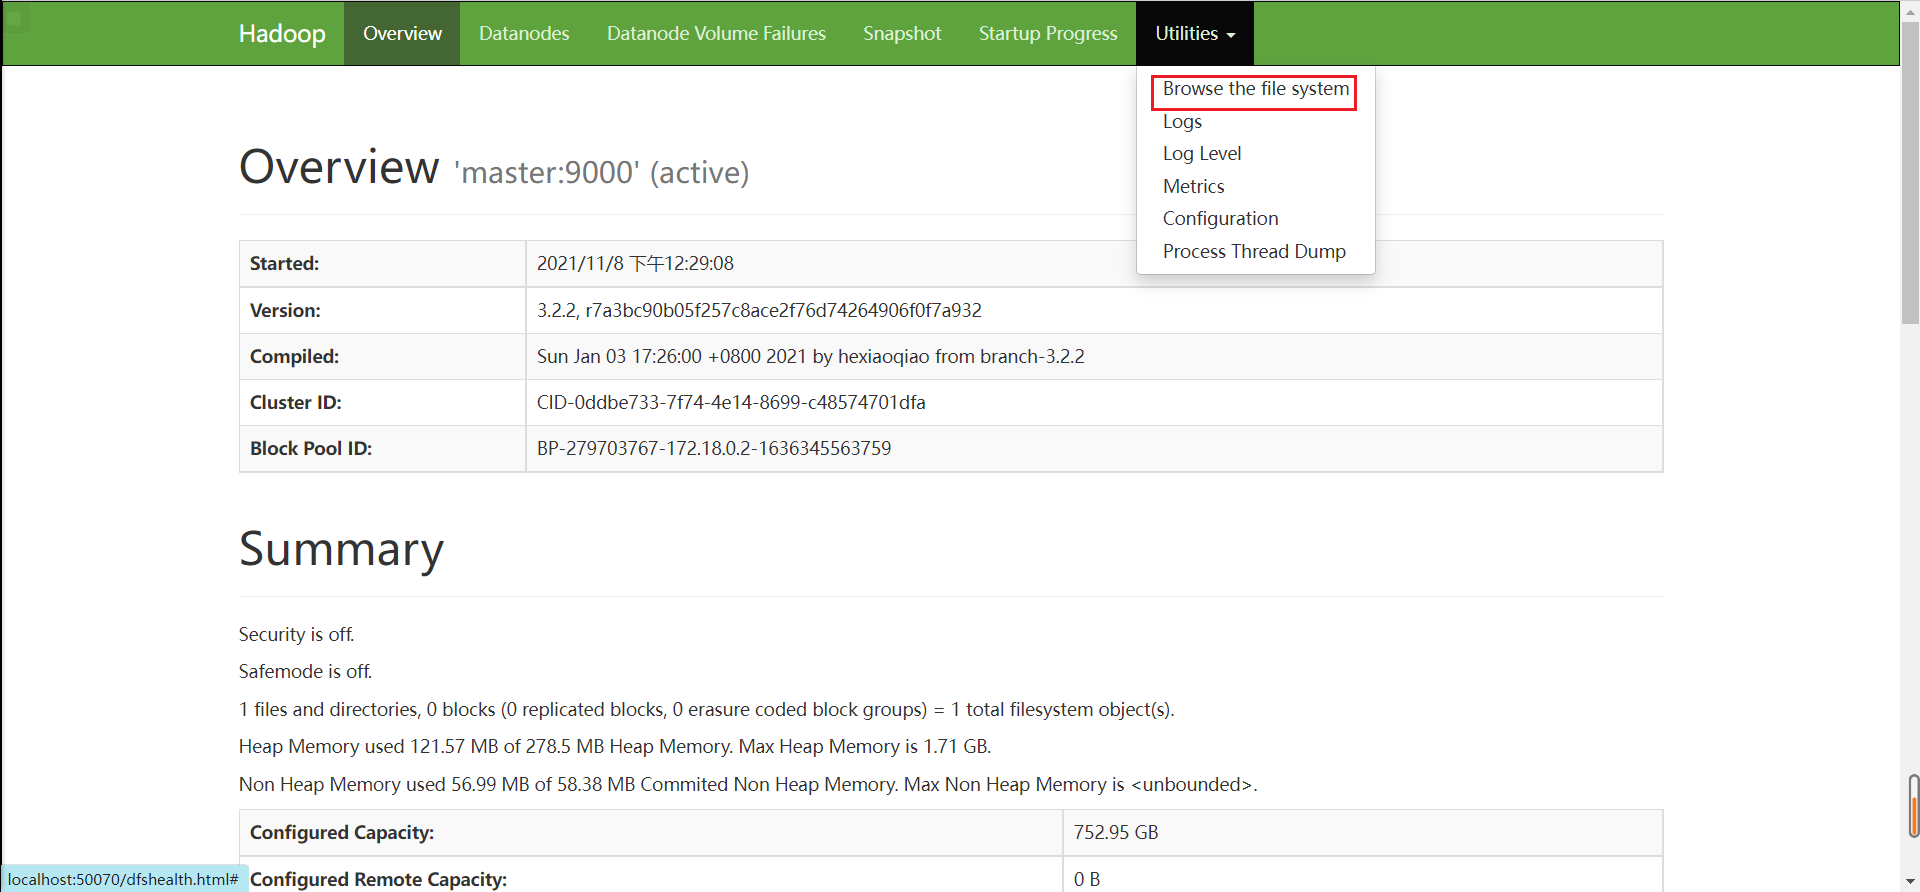 Hadoop Overview Datanodes Datanode Volume Failures Snapshot Startup Progress Utilities
Browse the file system
Logs
Log Level
Metrics
Configuration
Process Thread Dump
Overview 'master:9000' (active)
Started: 2021/11/8 下午12:29:08
Version: 3.2.2, r7a3bc90b05f257c8ace2f76d74264906f0f7a932
Compiled: Sun Jan 03 17:26:00 +0800 2021 by hexiaoqiao from branch-3.2.2
Cluster ID: CID-0ddbe733-7f74-4e14-8699-c48574701dfa
Block Pool ID: BP-279703767-172.18.0.2-1636345563759
Summary
Security is off.
Safemode is off.
1 files and directories, 0 blocks (0 replicated blocks, 0 erasure coded block groups) = 1 total filesystem object(s).
Heap Memory used 121.57 MB of 278.5 MB Heap Memory. Max Heap Memory is 1.71 GB.
Non Heap Memory used 56.99 MB of 58.38 MB Commited Non Heap Memory. Max Non Heap Memory is <unbounded>.
Configured Capacity: 752.95 GB
Configured Remote Capacity: 0 B
localhost:50070/dfshealth.html#